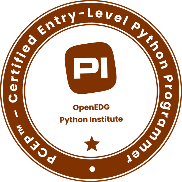 PCEP™ – Certified Entry-Level Python Programmer
PI
OpenEDG
Python Institute